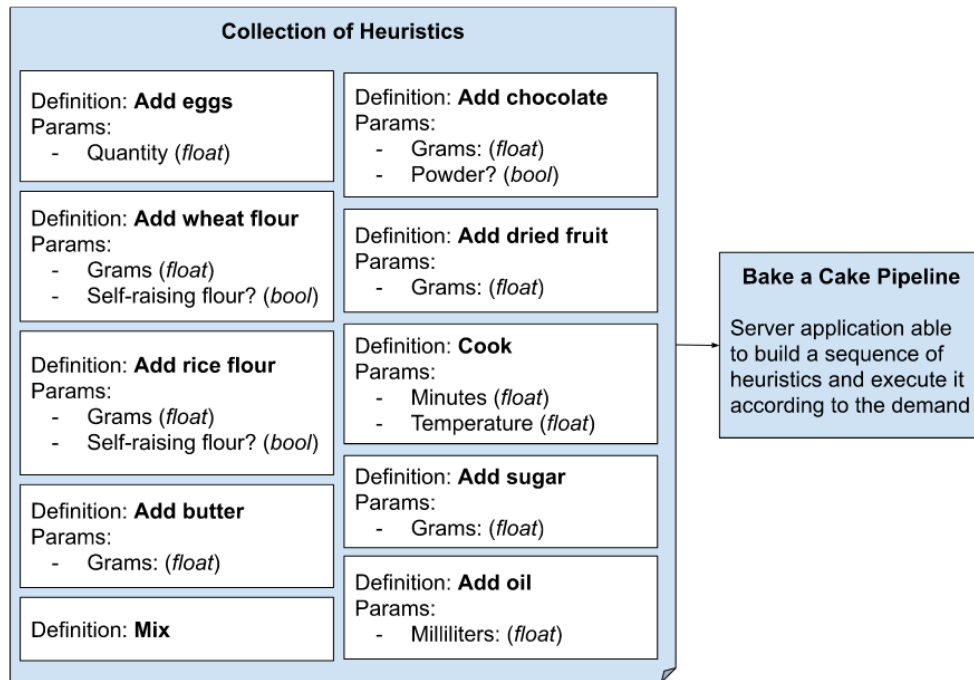 Collection of Heuristics
Definition: Add eggs
Params:
- Quantity (float)
Definition: Add wheat flour
Params:
- Grams (float)
- Self-raising flour? (bool)
Definition: Add rice flour
Params:
- Grams (float)
- Self-raising flour? (bool)
Definition: Add butter
Params:
- Grams: (float)
Definition: Mix
Definition: Add chocolate
Params:
- Grams: (float)
- Powder? (bool)
Definition: Add dried fruit
Params:
- Grams: (float)
Definition: Cook
Params:
- Minutes (float)
- Temperature (float)
Definition: Add sugar
Params:
- Grams: (float)
Definition: Add oil
Params:
- Milliliters: (float)
Bake a Cake Pipeline
Server application able
to build a sequence of
heuristics and execute it
according to the demand